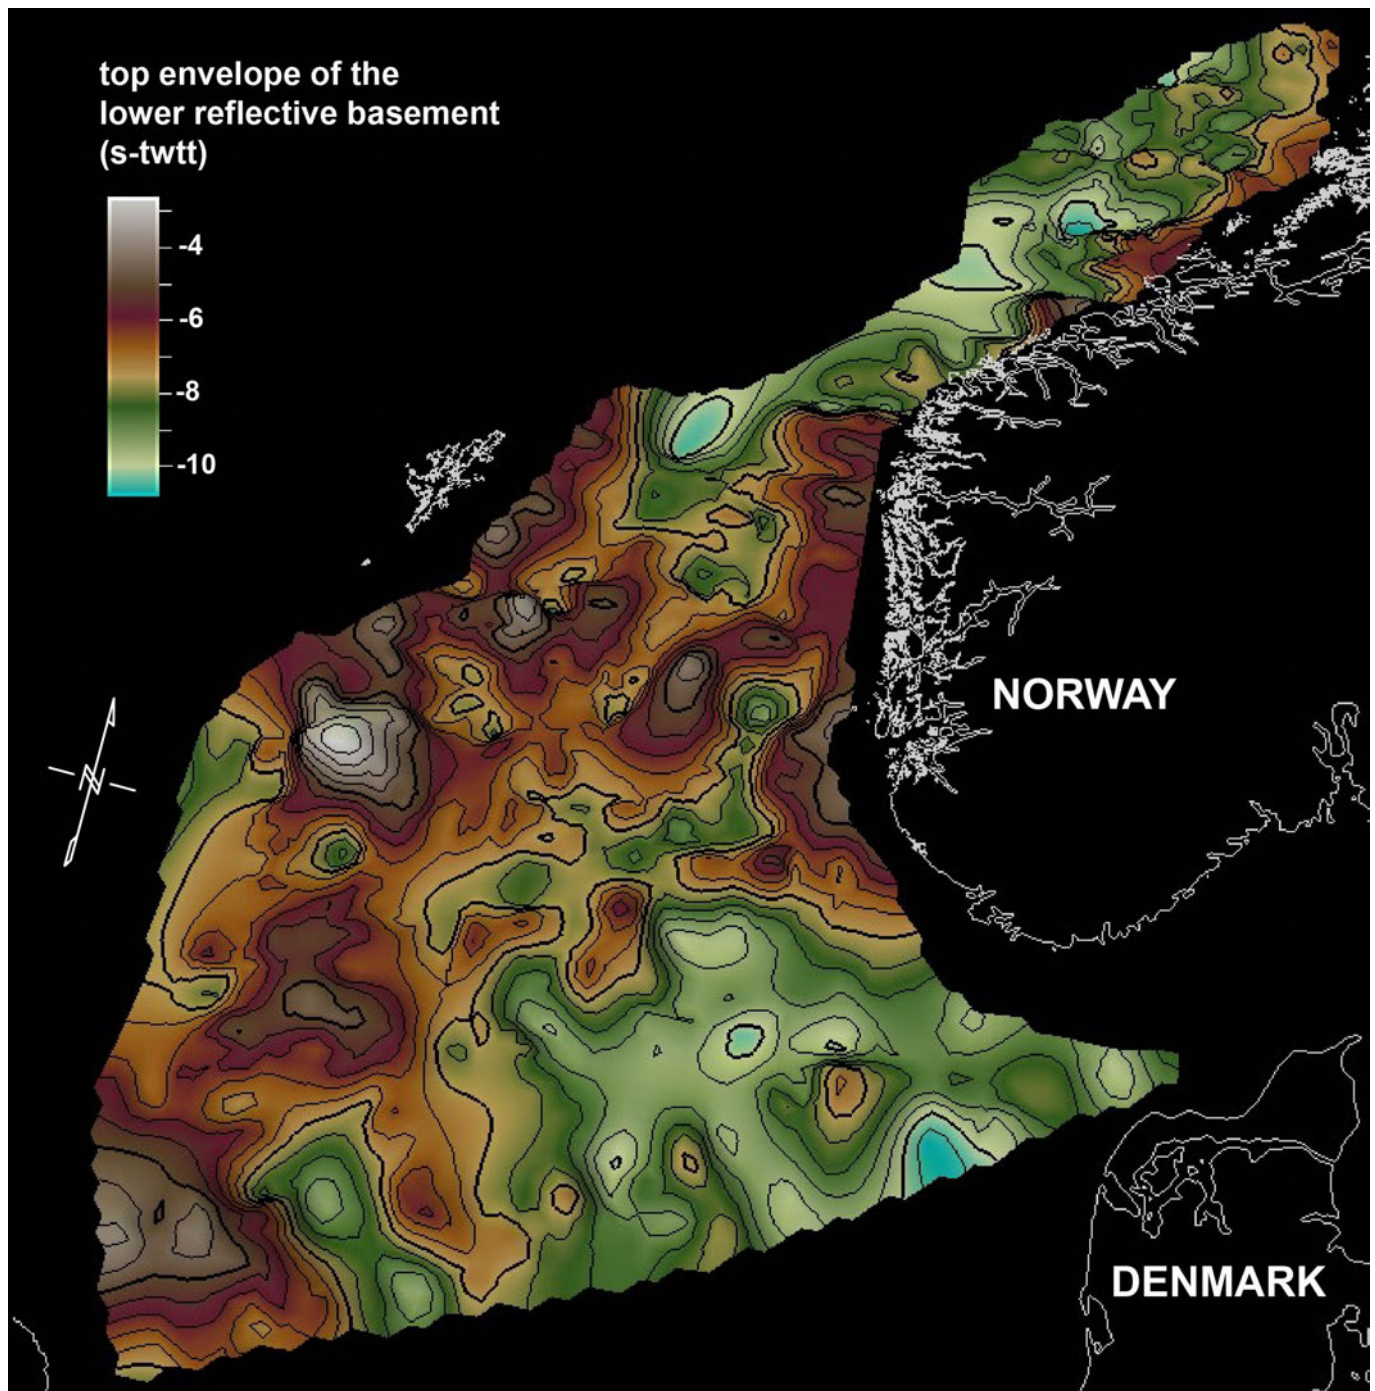 top envelope of the
lower reflective basement
(s-twtt)
-4
-6
-8
-10
N
NORWAY
DENMARK